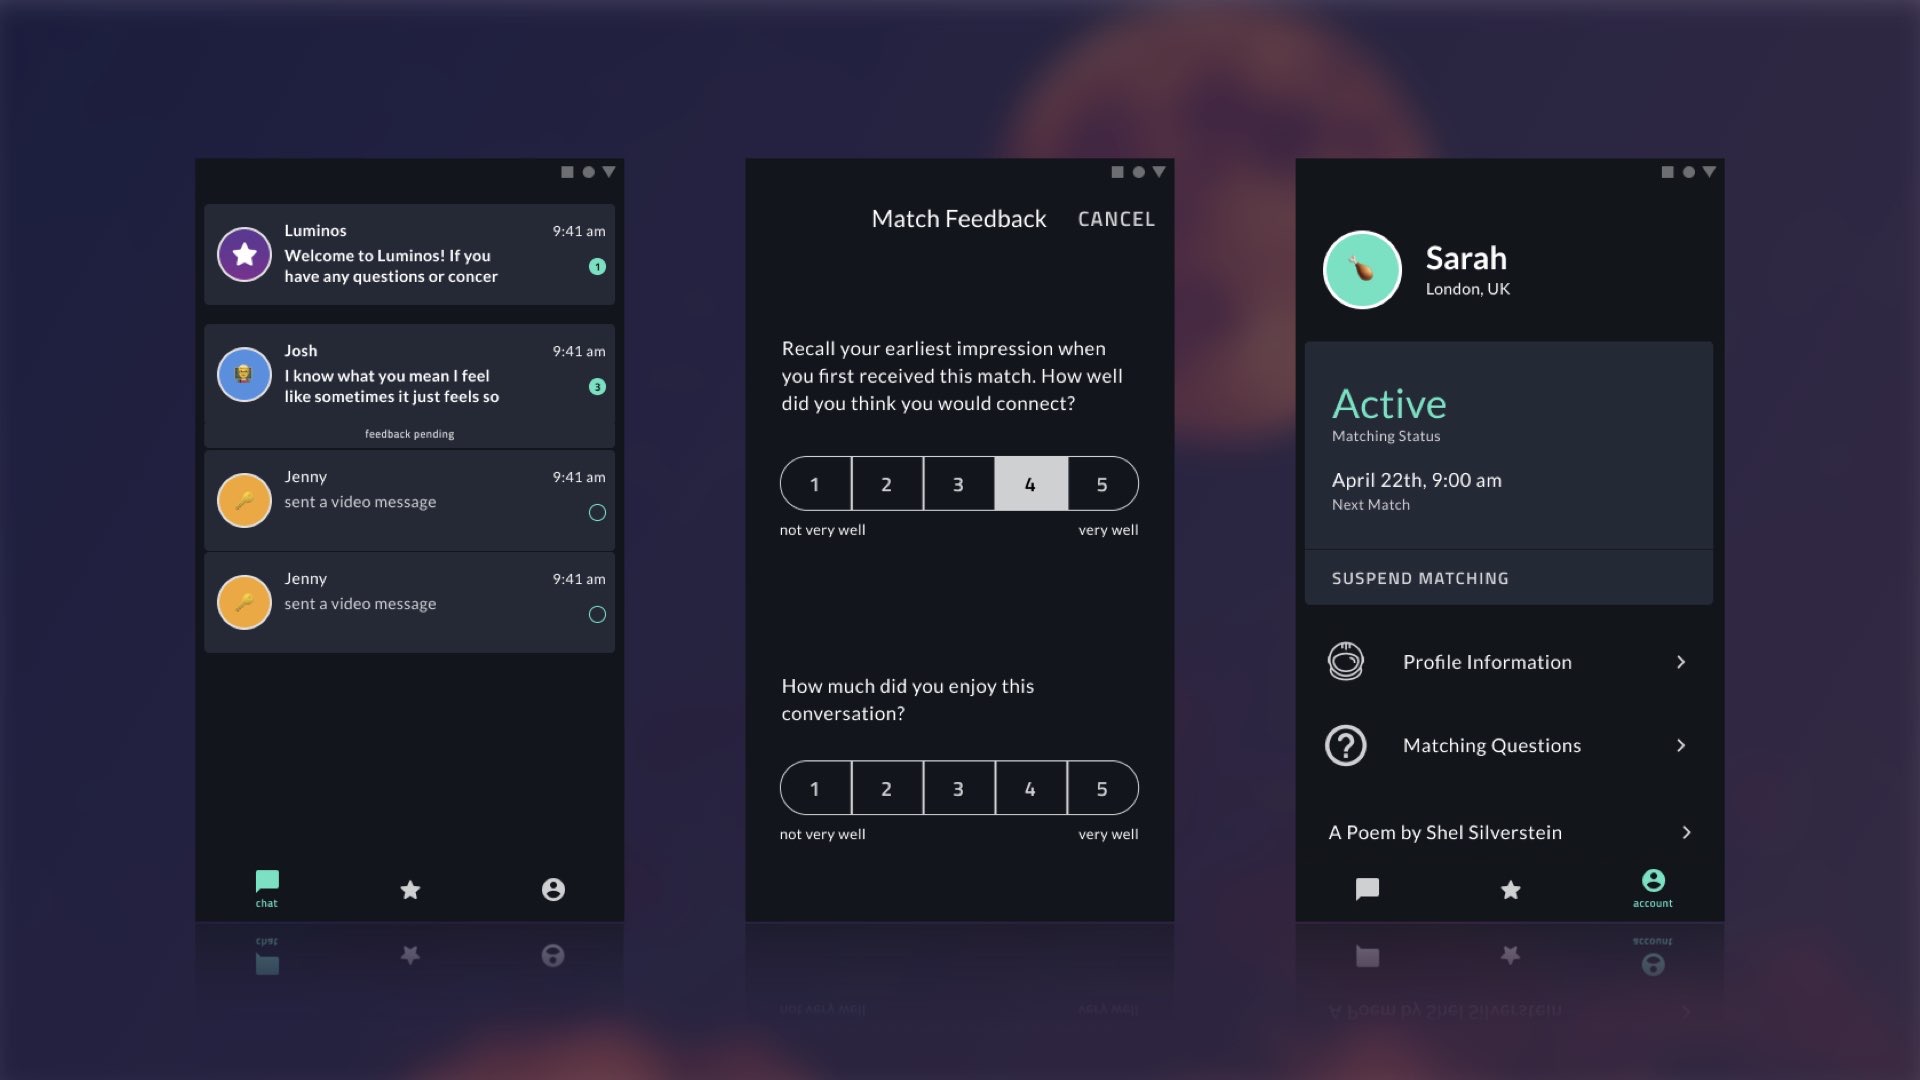 Luminos
9:41 am
Welcome to Luminos! If you
have any questions or concer
1
Josh
9:41 am
I know what you mean I feel
like sometimes it just feels so
3
feedback pending
Jenny
9:41 am
sent a video message
Jenny
9:41 am
sent a video message
chat
Match Feedback
CANCEL
Recall your earliest impression when
you first received this match. How well
did you think you would connect?
1 2 3 4 5
not very well
very well
How much did you enjoy this
conversation?
1 2 3 4 5
not very well
very well
Sarah
London, UK
Active
Matching Status
April 22th, 9:00 am
Next Match
SUSPEND MATCHING
Profile Information
Matching Questions
A Poem by Shel Silverstein
account